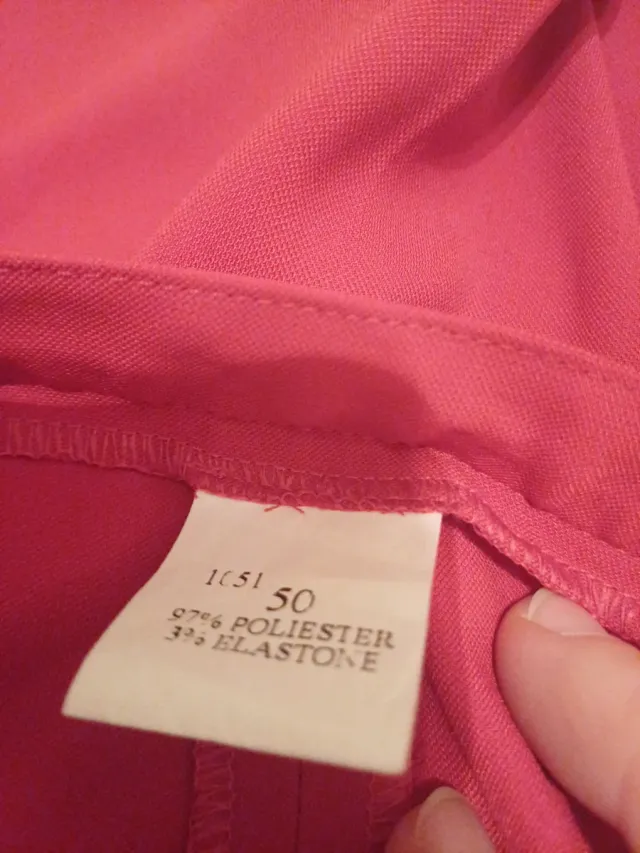 1051
50
97% POLIESTER
3% ELASTONE